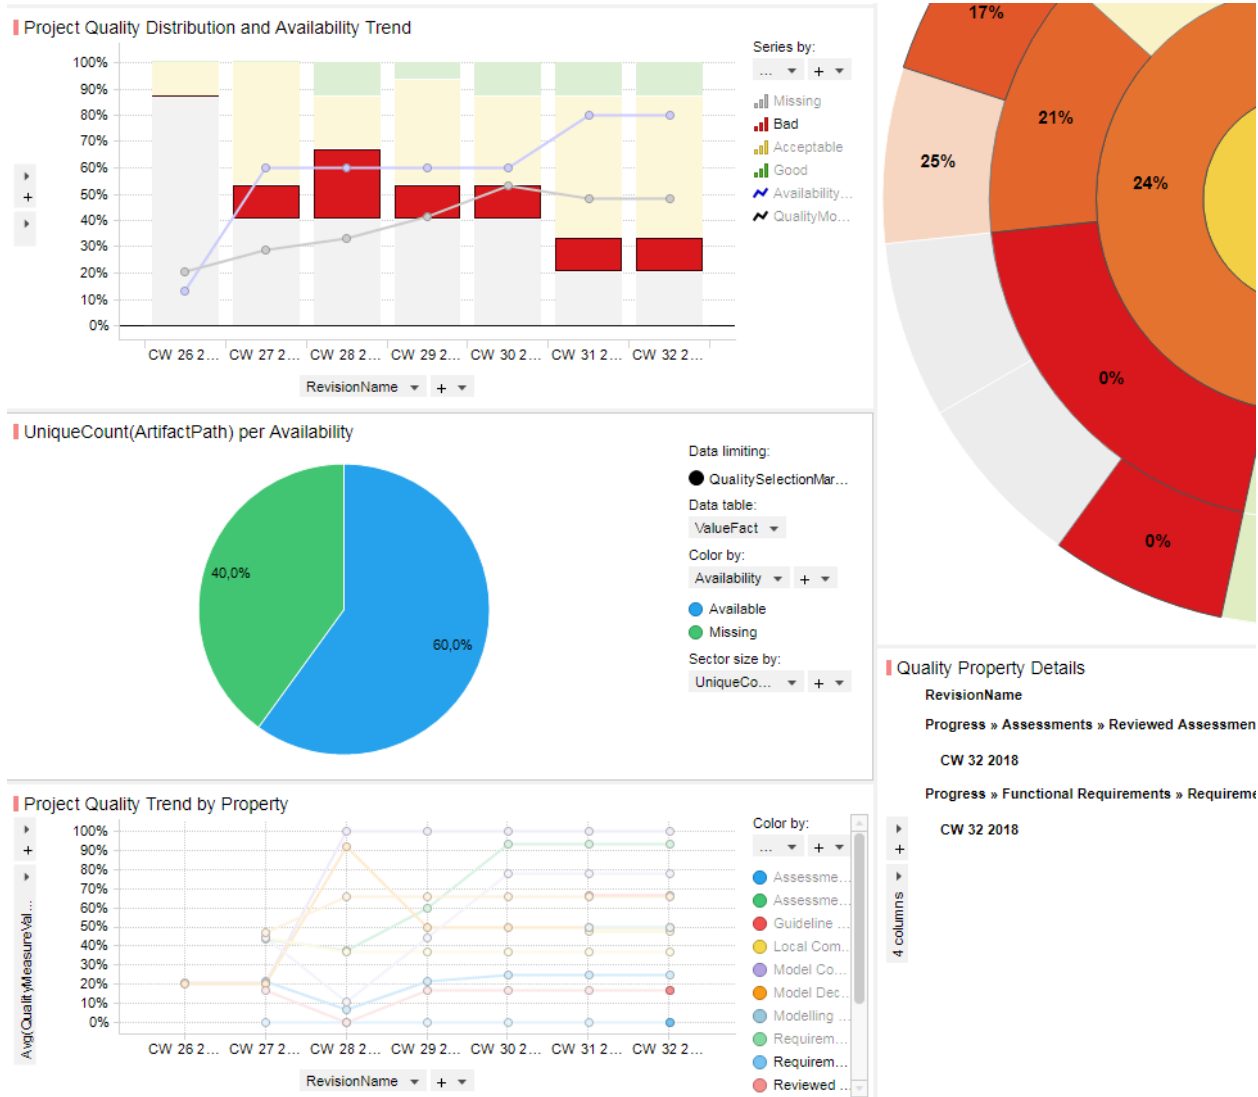 Project Quality Distribution and Availability Trend
100%
90%
80%
70%
60%
50%
40%
30%
20%
10%
0%
CW 26 2... CW 27 2... CW 28 2... CW 29 2... CW 30 2... CW 31 2... CW 32 2...
RevisionName +
+
Series by:
... +
Missing
Bad
Acceptable
Good
Availability...
QualityMo...
UniqueCount(ArtifactPath) per Availability
40,0%
60,0%
Data limiting:
QualitySelectionMar...
Data table:
ValueFact
Color by:
Availability +
Available
Missing
Sector size by:
UniqueCo... +
Project Quality Trend by Property
+
Avg(QualityMeasureVal...
100%
90%
80%
70%
60%
50%
40%
30%
20%
10%
0%
CW 26 2... CW 27 2... CW 28 2... CW 29 2... CW 30 2... CW 31 2... CW 32 2...
RevisionName +
Color by:
... +
Assessme...
Assessme...
Guideline ...
Local Com...
Model Co...
Model Dec...
Modelling ...
Requirem...
Requirem...
Reviewed ...
17%
21%
25%
24%
0%
0%
Quality Property Details
RevisionName
Progress » Assessments » Reviewed Assessmen
CW 32 2018
Progress » Functional Requirements » Requireme
CW 32 2018
+
4 columns